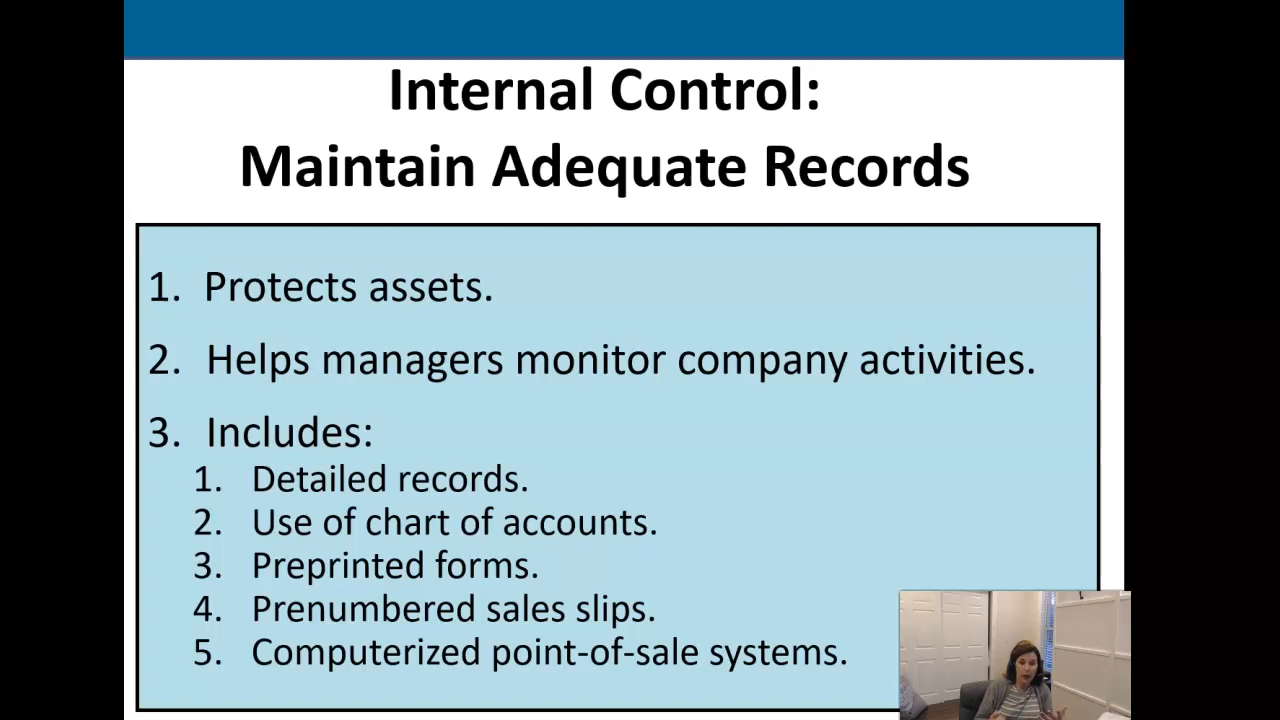 Internal Control:
Maintain Adequate Records
1. Protects assets.
2. Helps managers monitor company activities.
3. Includes:
1. Detailed records.
2. Use of chart of accounts.
3. Preprinted forms.
4. Prenumbered sales slips.
5. Computerized point-of-sale systems.